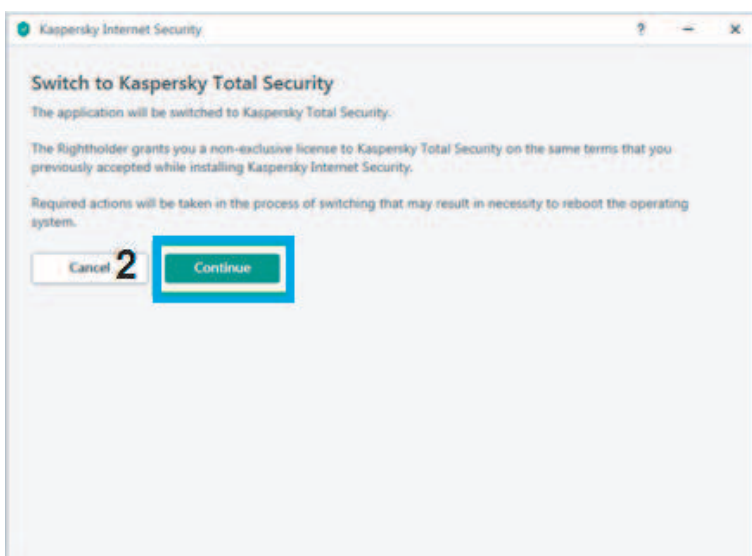 Kaspersky Internet Security ? – ×
Switch to Kaspersky Total Security
The application will be switched to Kaspersky Total Security.
The Rightholder grants you a non-exclusive license to Kaspersky Total Security on the same terms that you
previously accepted while installing Kaspersky Internet Security.
Required actions will be taken in the process of switching that may result in necessity to reboot the operating
system.
Cancel 2 Continue